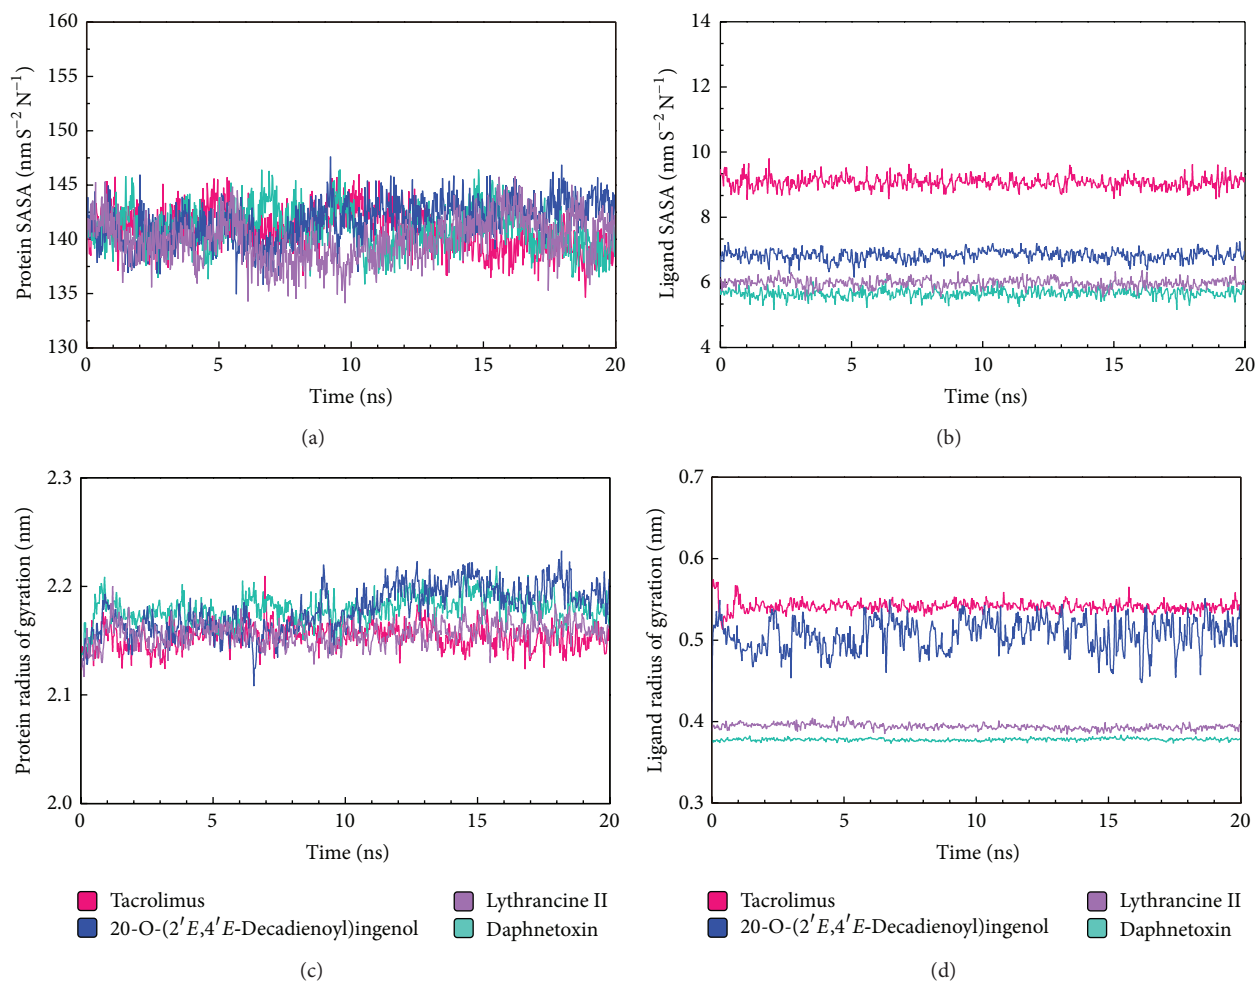 160
155
150
145
140
135
130
Protein SASA (nm S⁻² N⁻¹)
0 5 10 15 20
Time (ns)
(a)
14
12
10
8
6
4
Ligand SASA (nm S⁻² N⁻¹)
0 5 10 15 20
Time (ns)
(b)
2.3
2.2
2.1
2.0
Protein radius of gyration (nm)
0 5 10 15 20
Time (ns)
Tacrolimus
20-O-(2′E,4′E-Decadienoyl)ingenol
Lythrancine II
Daphnetoxin
(c)
0.7
0.6
0.5
0.4
0.3
Ligand radius of gyration (nm)
0 5 10 15 20
Time (ns)
Tacrolimus
20-O-(2′E,4′E-Decadienoyl)ingenol
Lythrancine II
Daphnetoxin
(d)